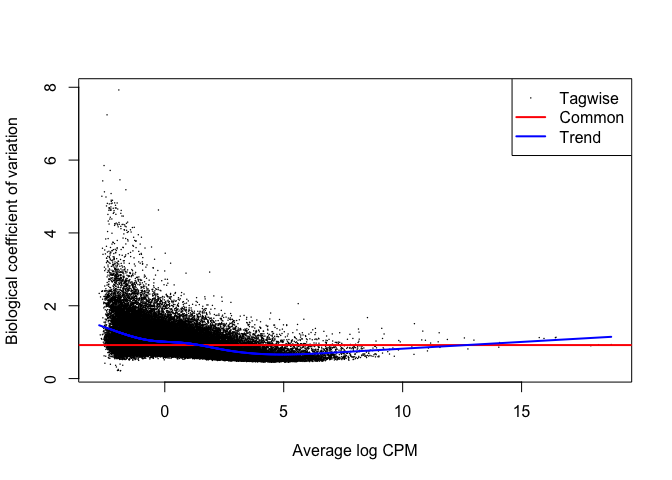 Tagwise
Common
Trend
Biological coefficient of variation
8
6
4
2
0
0 5 10 15
Average log CPM